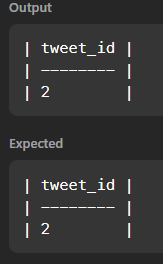 Output
| tweet_id |
| -------- |
| 2        |
Expected
| tweet_id |
| -------- |
| 2        |